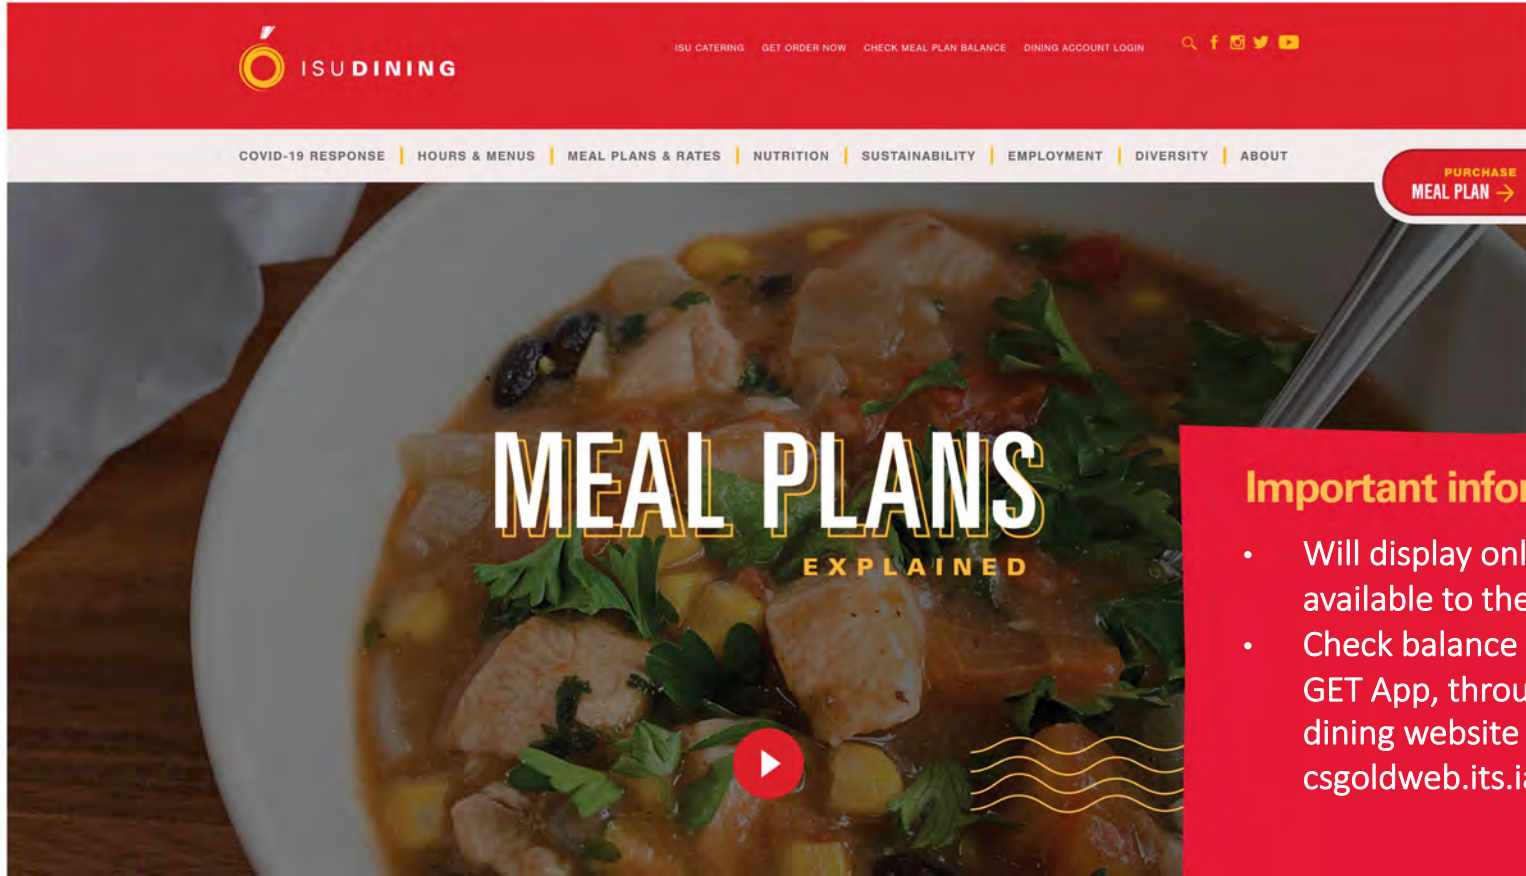 ISU DINING
ISU CATERING GET ORDER NOW CHECK MEAL PLAN BALANCE DINING ACCOUNT LOGIN
COVID-19 RESPONSE HOURS & MENUS MEAL PLANS & RATES NUTRITION SUSTAINABILITY EMPLOYMENT DIVERSITY ABOUT
PURCHASE
MEAL PLAN →
MEAL PLANS
EXPLAINED
Important infor
• Will display onl
available to the
• Check balance
GET App, throu
dining website
csgoldweb.its.ia